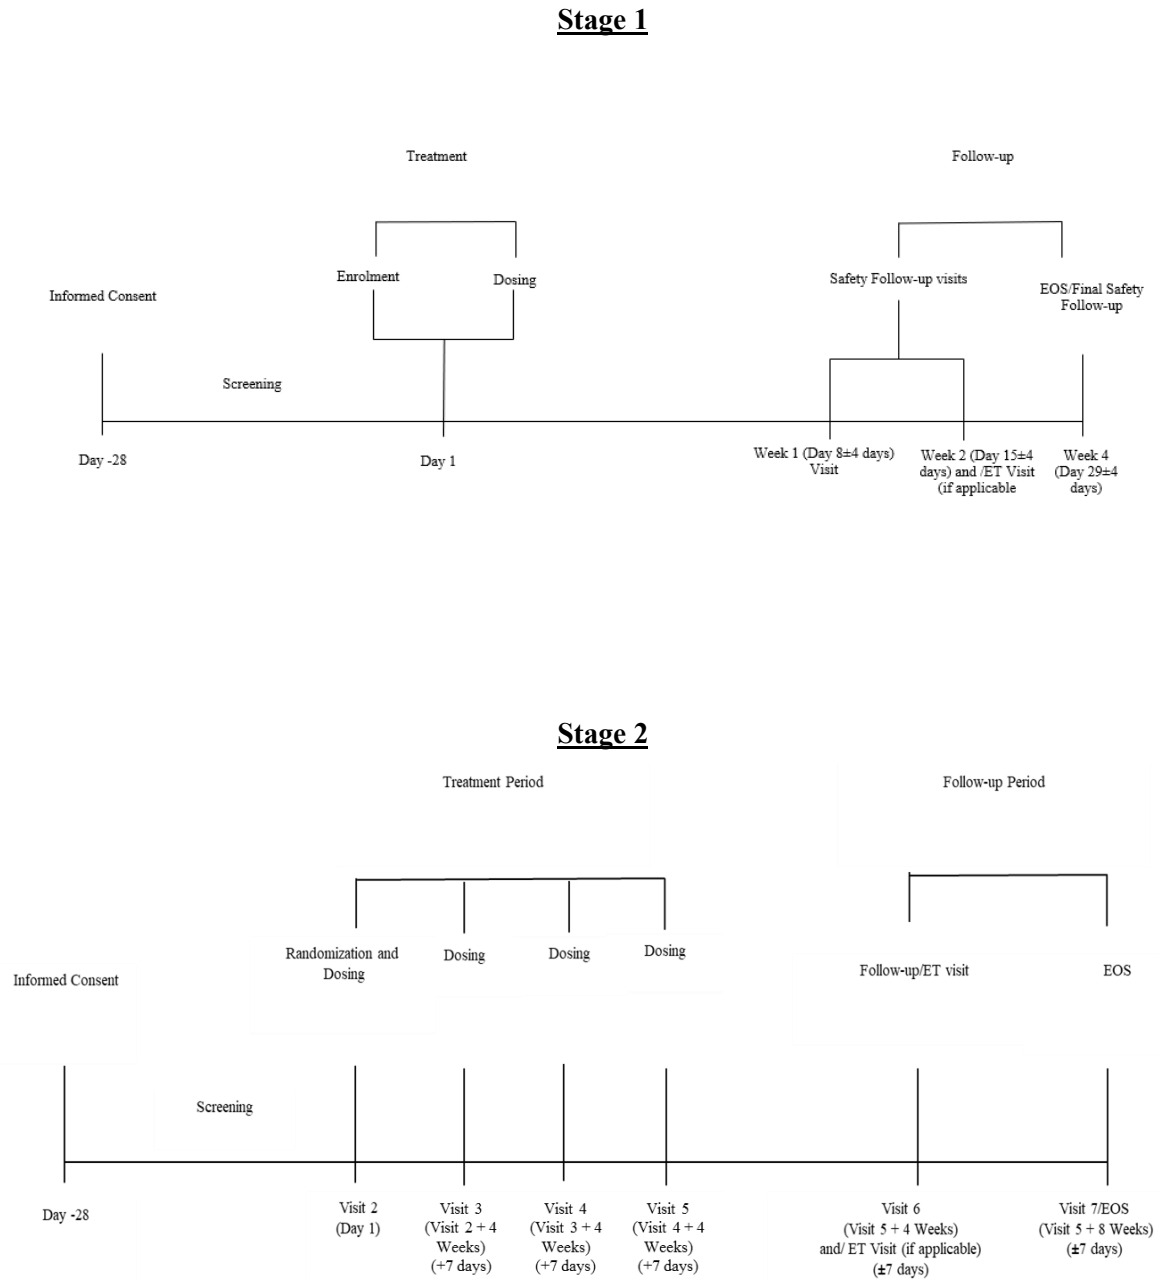 Stage 1
Treatment
Follow-up
Enrolment
Dosing
Safety Follow-up visits
EOS/Final Safety
Follow-up
Informed Consent
Screening
Day -28
Day 1
Week 1 (Day 8±4 days)
Visit
Week 2 (Day 15±4
days) and /ET Visit
(if applicable
Week 4
(Day 29±4
days)
Stage 2
Treatment Period
Follow-up Period
Randomization and
Dosing
Dosing
Dosing
Dosing
Follow-up/ET visit
EOS
Informed Consent
Screening
Day -28
Visit 2
(Day 1)
Visit 3
(Visit 2 + 4
Weeks)
(+7 days)
Visit 4
(Visit 3 + 4
Weeks)
(+7 days)
Visit 5
(Visit 4 + 4
Weeks)
(+7 days)
Visit 6
(Visit 5 + 4 Weeks)
and/ ET Visit (if applicable)
(±7 days)
Visit 7/EOS
(Visit 5 + 8 Weeks)
(±7 days)